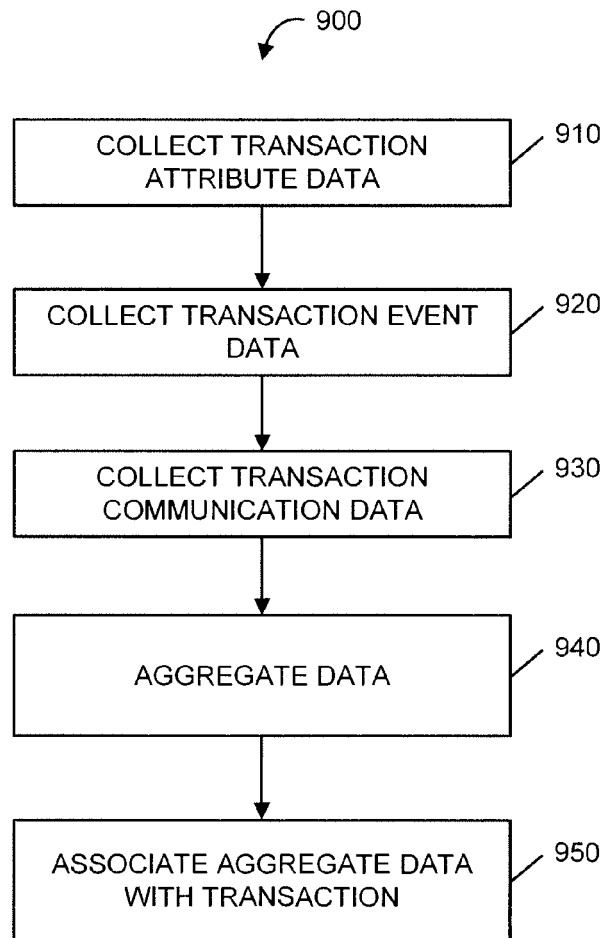 900
COLLECT TRANSACTION
ATTRIBUTE DATA
910
COLLECT TRANSACTION EVENT
DATA
920
COLLECT TRANSACTION
COMMUNICATION DATA
930
AGGREGATE DATA
940
ASSOCIATE AGGREGATE DATA
WITH TRANSACTION
950